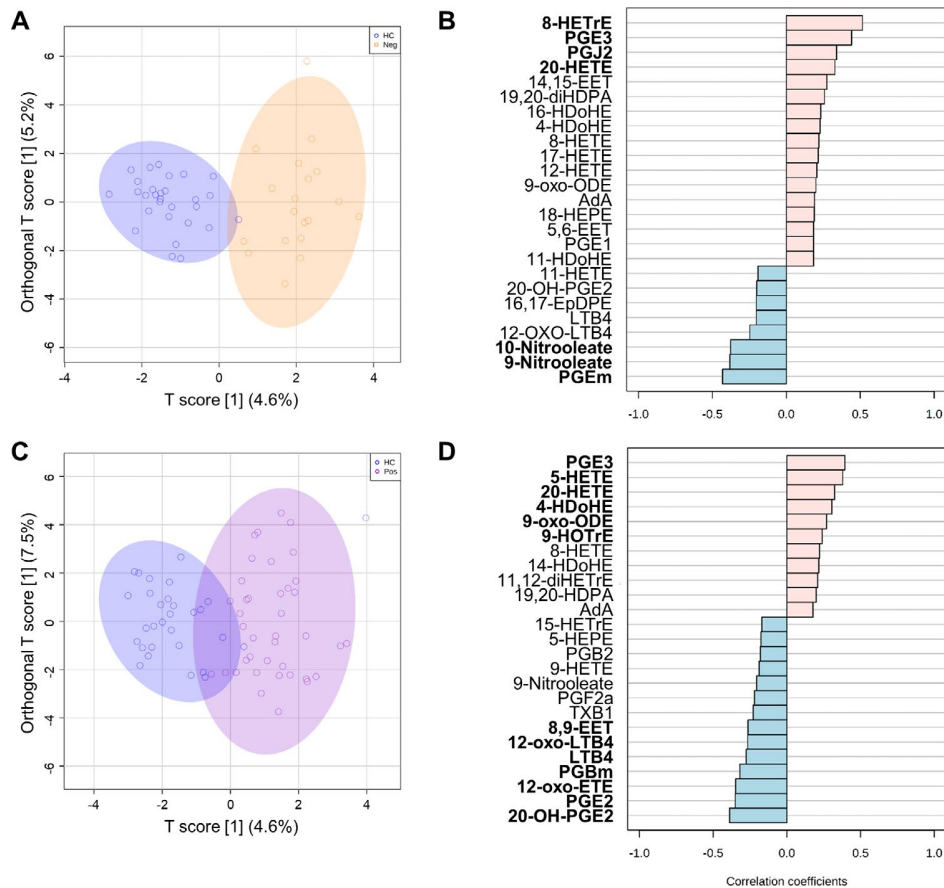 A
HC
Neg
6
4
2
0
-2
-4
-6
Orthogonal T score [1] (5.2%)
-4
-2
0
2
4
T score [1] (4.6%)
B
8-HETrE
PGE3
PGJ2
20-HETE
14,15-EET
19,20-diHDPA
16-HDoHE
4-HDoHE
8-HETE
17-HETE
12-HETE
9-oxo-ODE
AdA
18-HEPE
5,6-EET
PGE1
11-HDoHE
11-HETE
20-OH-PGE2
16,17-EpDPE
LTB4
12-OXO-LTB4
10-Nitrooleate
9-Nitrooleate
PGEm
-1.0
-0.5
0.0
0.5
1.0
C
HC
Pos
6
4
2
0
-2
-4
-6
Orthogonal T score [1] (7.5%)
-4
-2
0
2
4
T score [1] (4.6%)
D
PGE3
5-HETE
20-HETE
4-HDoHE
9-oxo-ODE
9-HOTrE
8-HETE
14-HDoHE
11,12-diHETrE
19,20-HDPA
AdA
15-HETrE
5-HEPE
PGB2
9-HETE
9-Nitrooleate
PGF2a
TXB1
8,9-EET
12-oxo-LTB4
LTB4
PGBm
12-oxo-ETE
PGE2
20-OH-PGE2
-1.0
-0.5
0.0
0.5
1.0
Correlation coefficients